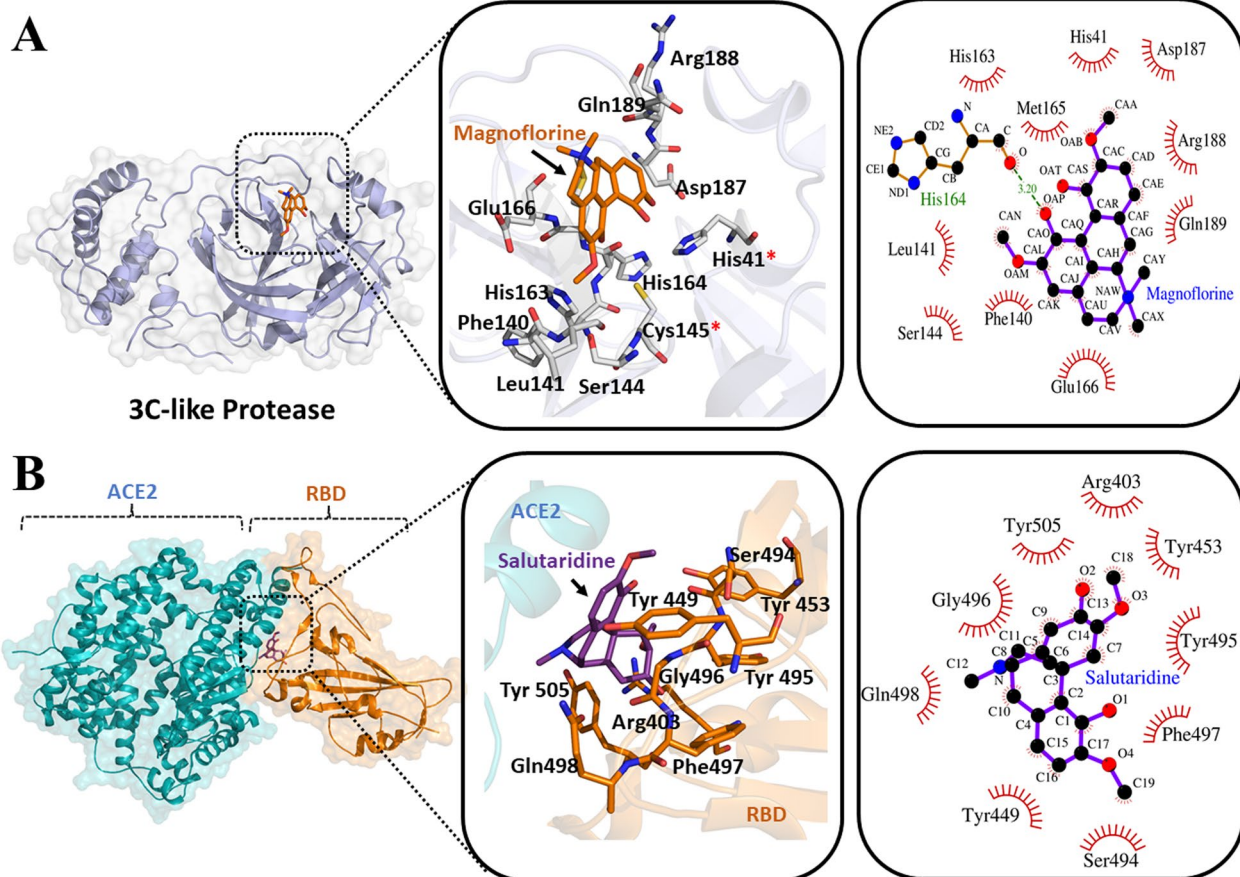 A
Arg188
Gln189
Magnoflorine
Asp187
Glu166
His41*
His164
His163
Phe140
Cys145*
Leu141
Ser144
3C-like Protease
His41
Asp187
His163
CAA
N
Met165
NE2
CD2
CA
C
OAB
Arg188
O
CAC
CAS
CAD
CE1
CG
CB
OAT
CAE
ND1
His164
3.20
OAP
CAR
CAN
CAO
CAQ
CAF
Gln189
CAG
Leu141
CAL
CAI
CAH
CAY
OAM
CAJ
NAW
Magnoflorine
CAK
CAU
Phe140
CAV
CAX
Ser144
Glu166
B
ACE2
RBD
ACE2
Salutaridine
Ser494
Tyr 449
Tyr 453
Gly496
Tyr 495
Tyr 505
Arg403
Gln498
Phe497
RBD
Arg403
Tyr505
Tyr453
C18
O2
Gly496
C13
O3
C9
C11
C5
C14
Tyr495
C8
C6
C7
C12
C3
Salutaridine
N
Gln498
C2
O1
C10
C1
C4
Phe497
C15
C17
O4
C16
C19
Tyr449
Ser494